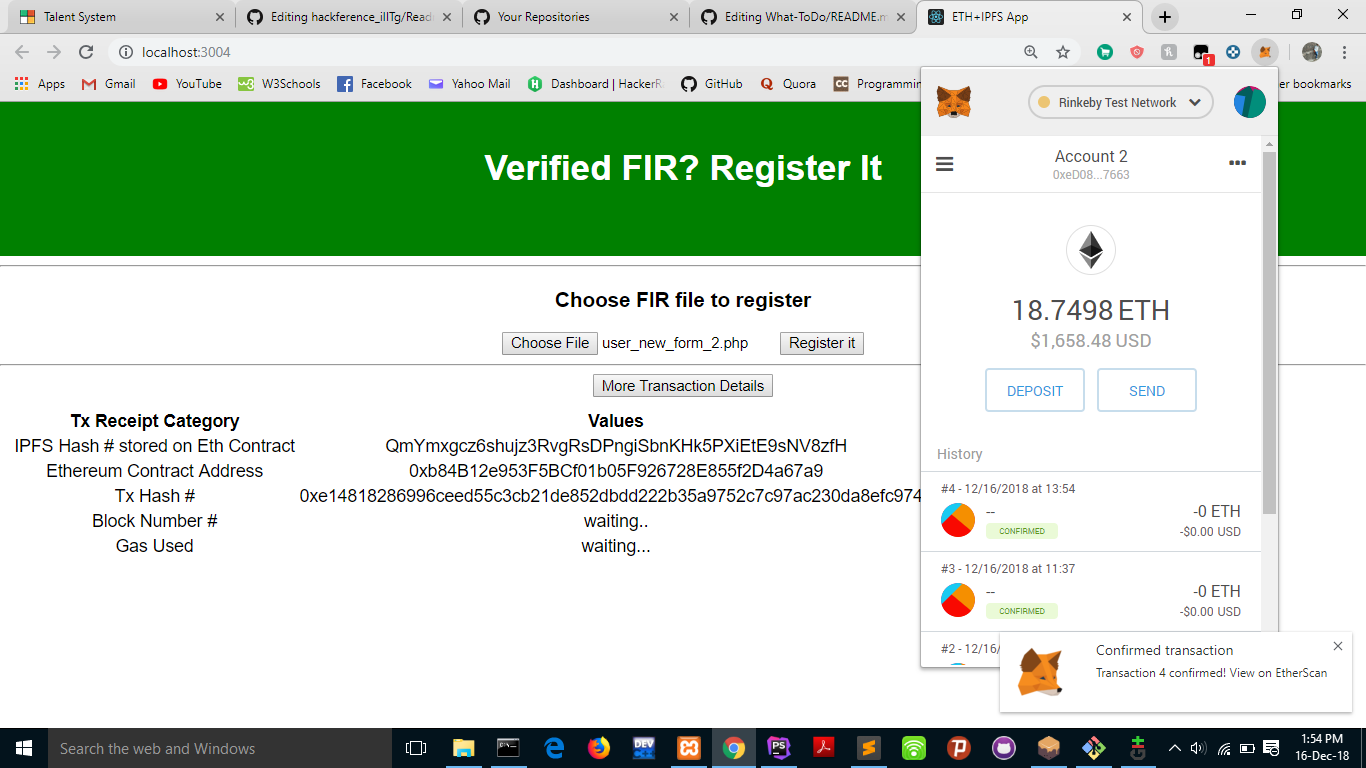 Talent System
Editing hackference_iIITg/Read
Your Repositories
Editing What-ToDo/README.m
ETH+IPFS App
localhost:3004
1
Apps
Gmail
YouTube
W3Schools
Facebook
Yahoo Mail
Dashboard | HackerR
GitHub
Quora
Programmin
er bookmarks
Verified FIR? Register It
Choose FIR file to register
Choose File user_new_form_2.php
Register it
More Transaction Details
Tx Receipt Category Values
IPFS Hash # stored on Eth Contract QmYmxgcz6shujz3RvgRsDPngiSbnKHk5PXiEtE9sNV8zfH
Ethereum Contract Address 0xb84B12e953F5BCf01b05F926728E855f2D4a67a9
Tx Hash # 0xe14818286996ceed55c3cb21de852dbdd222b35a9752c7c97ac230da8efc974
Block Number # waiting..
Gas Used waiting...
Rinkeby Test Network
Account 2
0xeD08...7663
18.7498 ETH
$1,658.48 USD
DEPOSIT
SEND
History
#4 - 12/16/2018 at 13:54
-- -0 ETH
CONFIRMED -$0.00 USD
#3 - 12/16/2018 at 11:37
-- -0 ETH
CONFIRMED -$0.00 USD
#2 - 12/16/
Confirmed transaction
Transaction 4 confirmed! View on EtherScan
Search the web and Windows
DEV
PS
1:54 PM
16-Dec-18